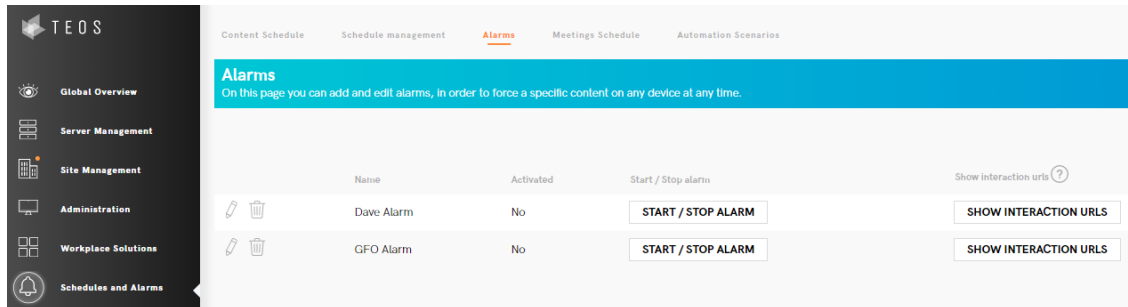 TEOS
Content Schedule Schedule management Alarms Meetings Schedule Automation Scenarios
Alarms
On this page you can add and edit alarms, in order to force a specific content on any device at any time.
Global Overview
Server Management
Site Management
Administration
Workplace Solutions
Schedules and Alarms
Name Activated Start / Stop alarm Show interaction urls ?
Dave Alarm No START / STOP ALARM SHOW INTERACTION URLS
GFO Alarm No START / STOP ALARM SHOW INTERACTION URLS